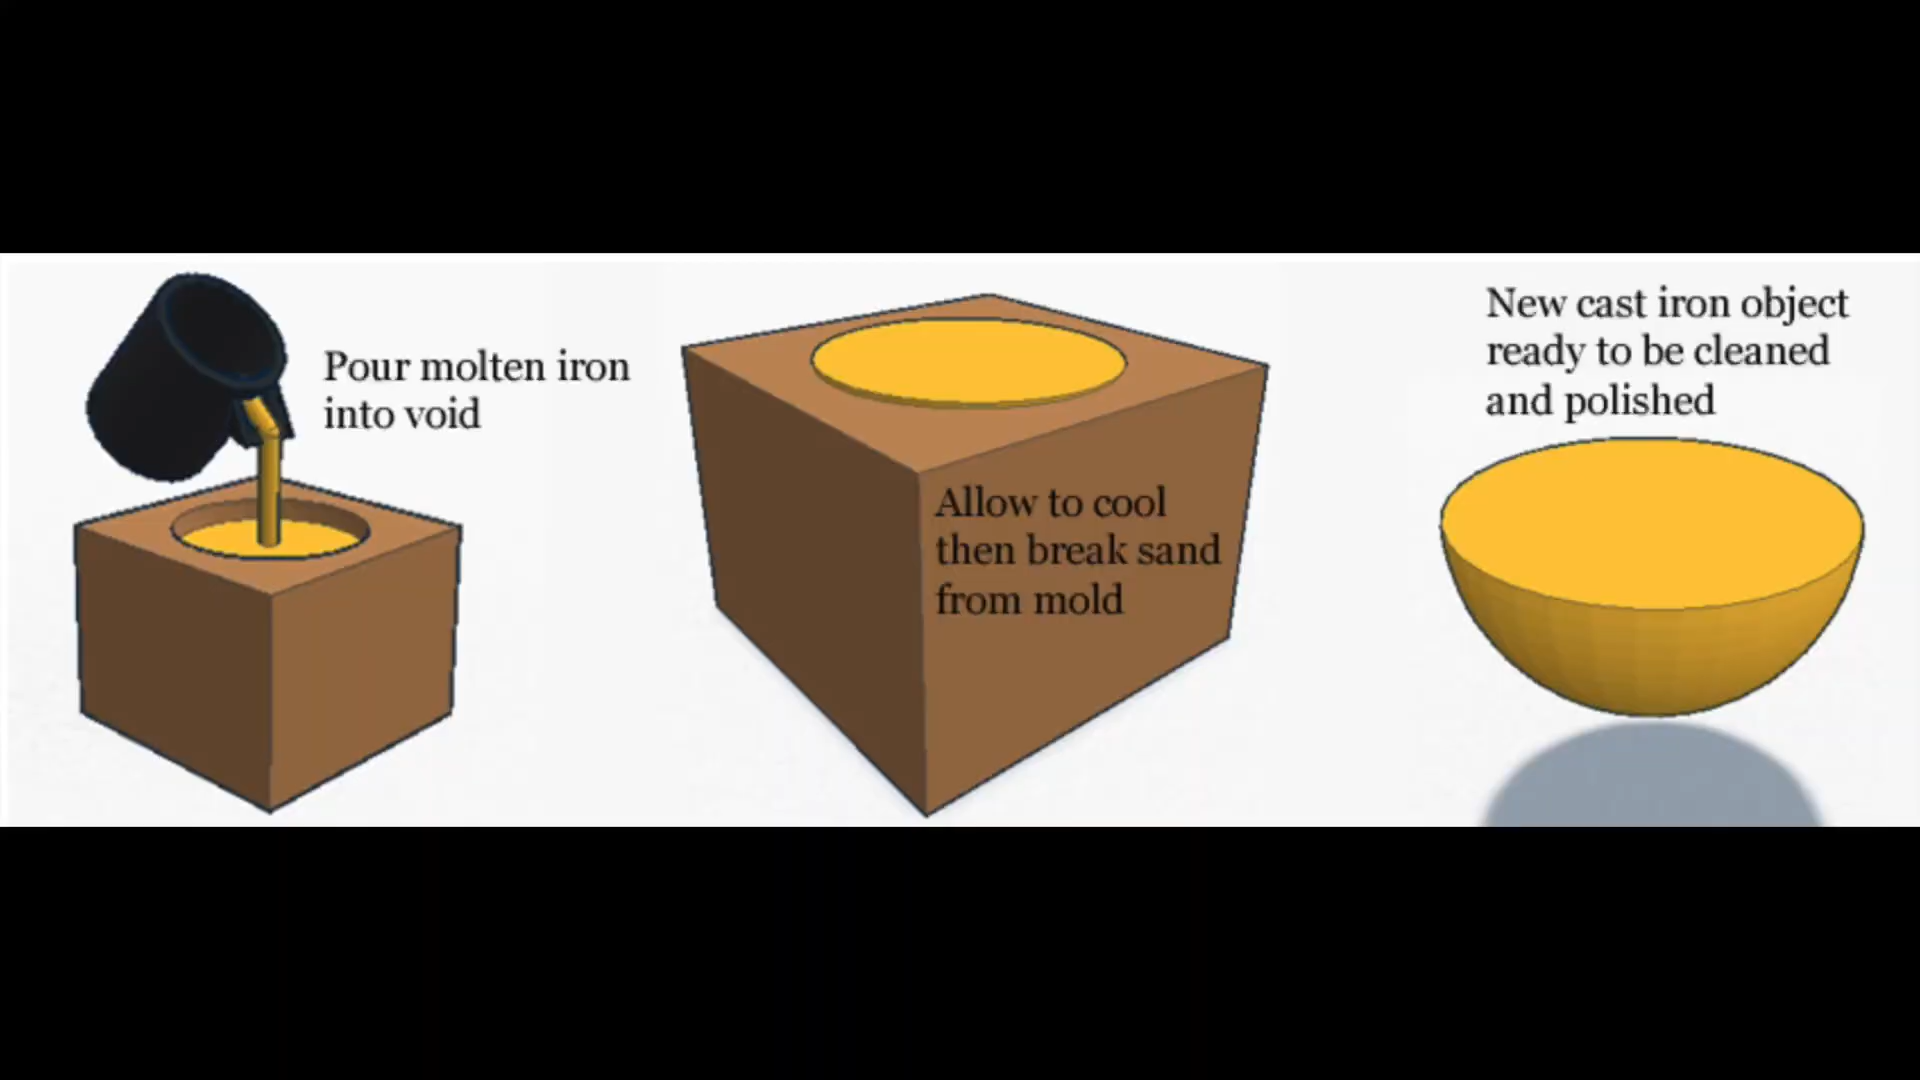 Pour molten iron
into void
Allow to cool
then break sand
from mold
New cast iron object
ready to be cleaned
and polished